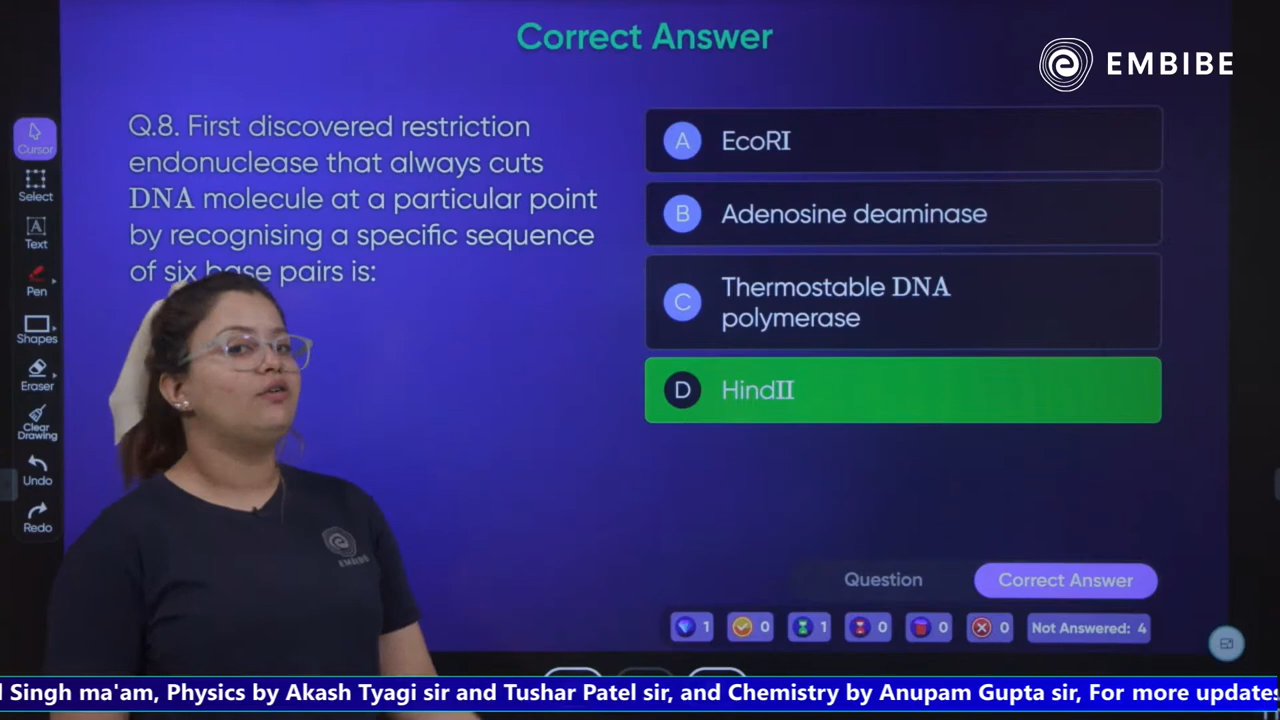 Correct Answer
EMBIBE
Q.8. First discovered restriction
endonuclease that always cuts
DNA molecule at a particular point
by recognising a specific sequence
of six base pairs is:
A EcoRI
B Adenosine deaminase
C Thermostable DNA
polymerase
D HindII
Cursor
Select
A
Text
Pen
Shapes
Eraser
Clear
Drawing
Undo
Redo
EMBIBE
Question
Correct Answer
1 0 1 0 0 0 Not Answered: 4
Singh ma'am, Physics by Akash Tyagi sir and Tushar Patel sir, and Chemistry by Anupam Gupta sir, For more updates